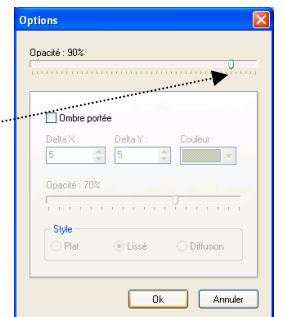 Options
Opacité : 90%
Ombre portée
Delta X : Delta Y : Couleur :
5 5
Opacité : 70%
Style
Plat Lissé Diffusion
Ok Annuler